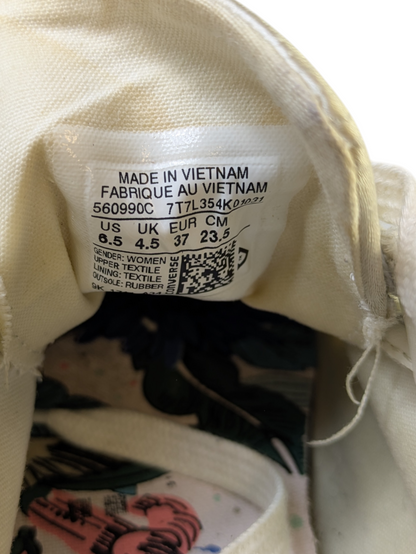 MADE IN VIETNAM
FABRIQUE AU VIETNAM
560990C 7T7L354K 01021
US UK EUR CM
6.5 4.5 37 23.5
GENDER: WOMEN
UPPER TEXTILE
LINING: TEXTILE
OUTSOLE: RUBBER
CONVERSE